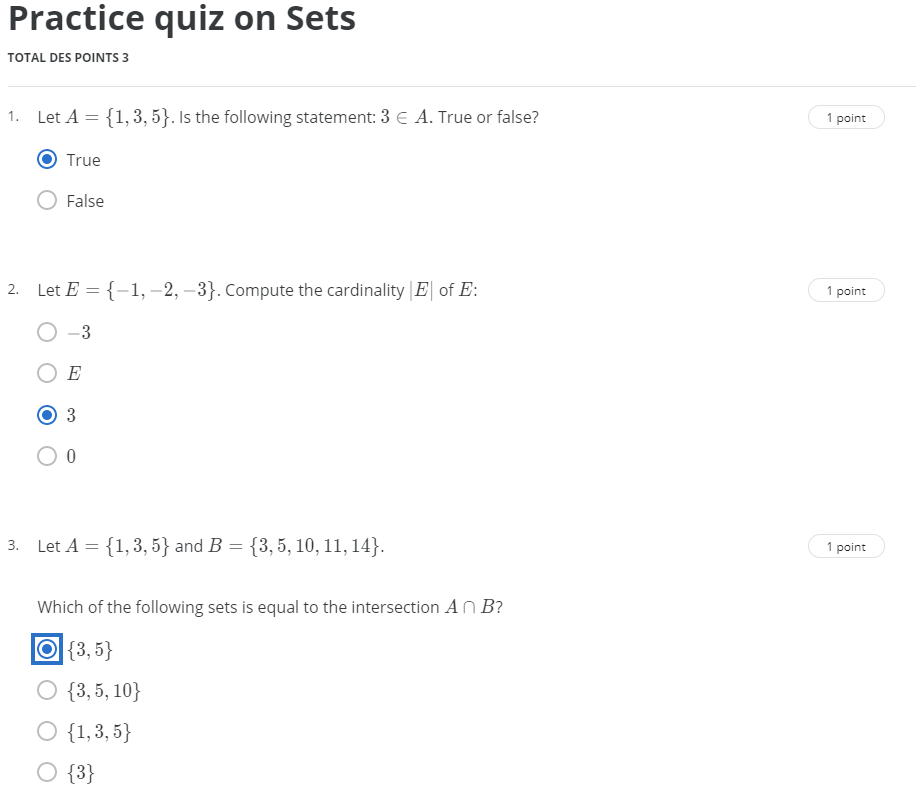 Practice quiz on Sets
TOTAL DES POINTS 3
1. Let A = {1, 3, 5}. Is the following statement: 3 ∈ A. True or false?
1 point
True
False
2. Let E = {−1, −2, −3}. Compute the cardinality |E| of E:
1 point
−3
E
3
0
3. Let A = {1, 3, 5} and B = {3, 5, 10, 11, 14}.
1 point
Which of the following sets is equal to the intersection A ∩ B?
{3, 5}
{3, 5, 10}
{1, 3, 5}
{3}